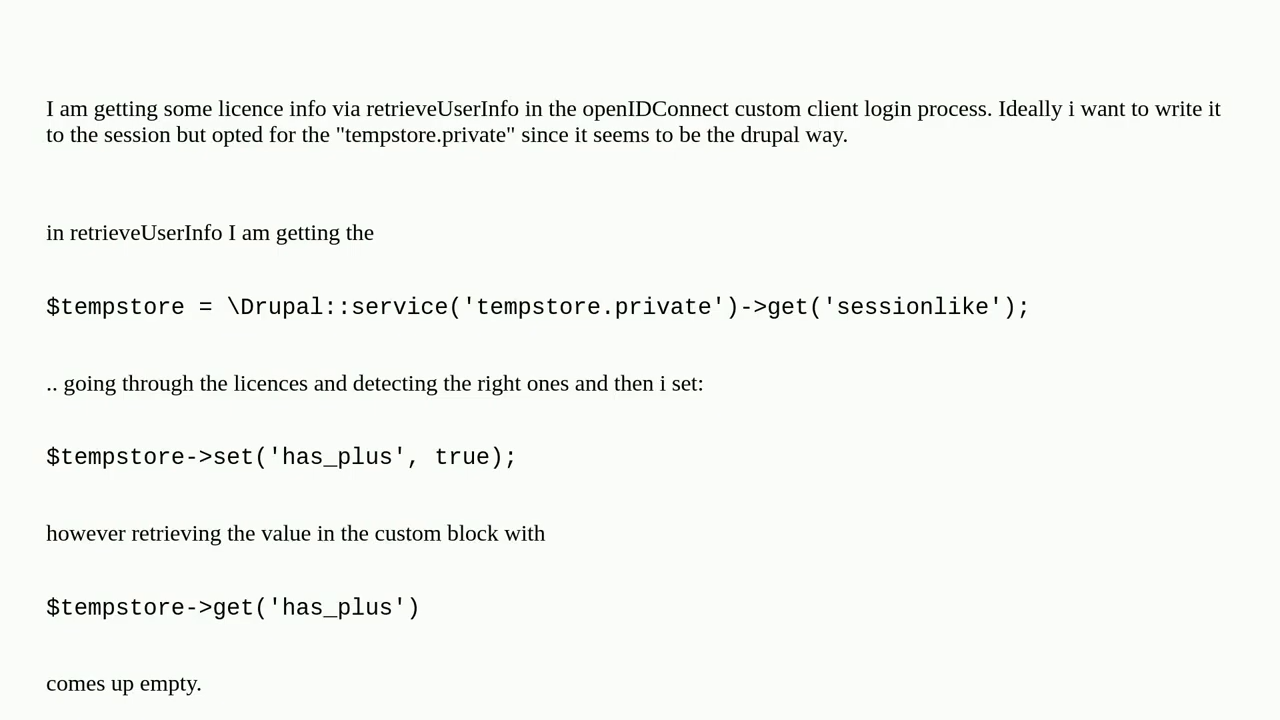 I am getting some licence info via retrieveUserInfo in the openIDConnect custom client login process. Ideally i want to write it
to the session but opted for the "tempstore.private" since it seems to be the drupal way.
in retrieveUserInfo I am getting the
$tempstore = \Drupal::service('tempstore.private')->get('sessionlike');
.. going through the licences and detecting the right ones and then i set:
$tempstore->set('has_plus', true);
however retrieving the value in the custom block with
$tempstore->get('has_plus')
comes up empty.